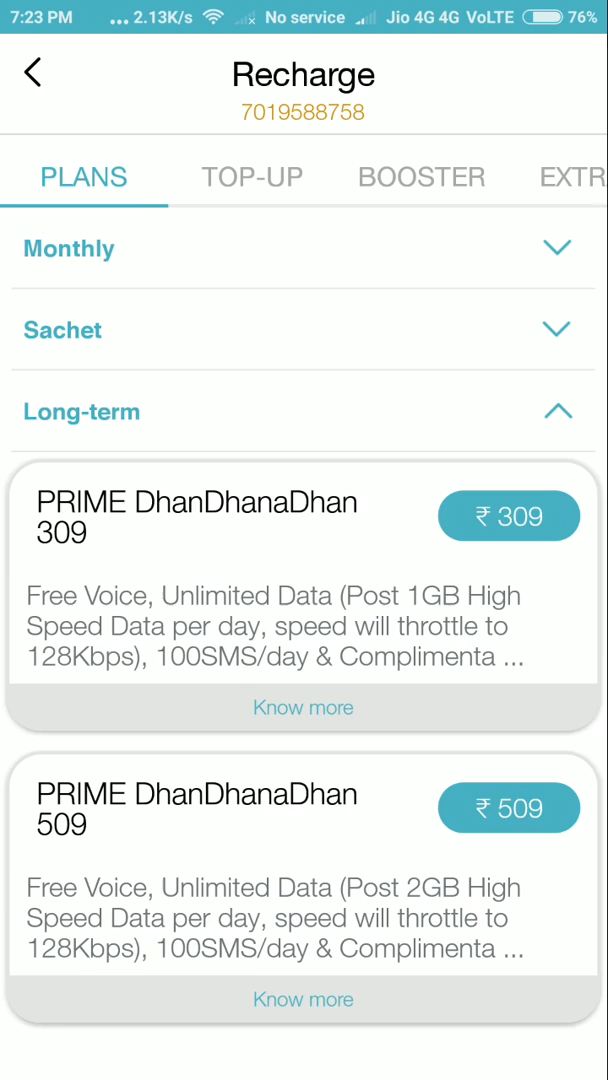 7:23 PM ... 2.13K/s No service Jio 4G 4G VoLTE 76%
Recharge
7019588758
PLANS TOP-UP BOOSTER EXTR
Monthly
Sachet
Long-term
PRIME DhanDhanaDhan
309
₹ 309
Free Voice, Unlimited Data (Post 1GB High
Speed Data per day, speed will throttle to
128Kbps), 100SMS/day & Complimenta ...
Know more
PRIME DhanDhanaDhan
509
₹ 509
Free Voice, Unlimited Data (Post 2GB High
Speed Data per day, speed will throttle to
128Kbps), 100SMS/day & Complimenta ...
Know more